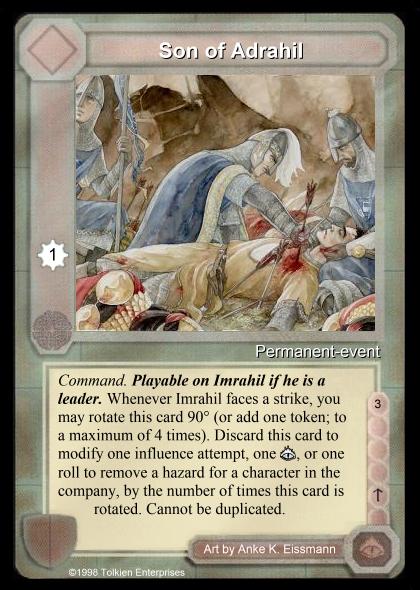 Son of Adrahil
1
Permanent-event
Command. Playable on Imrahil if he is a
leader. Whenever Imrahil faces a strike, you
may rotate this card 90° (or add one token; to
a maximum of 4 times). Discard this card to
modify one influence attempt, one , or one
roll to remove a hazard for a character in the
company, by the number of times this card is
rotated. Cannot be duplicated.
3
Art by Anke K. Eissmann
©1998 Tolkien Enterprises